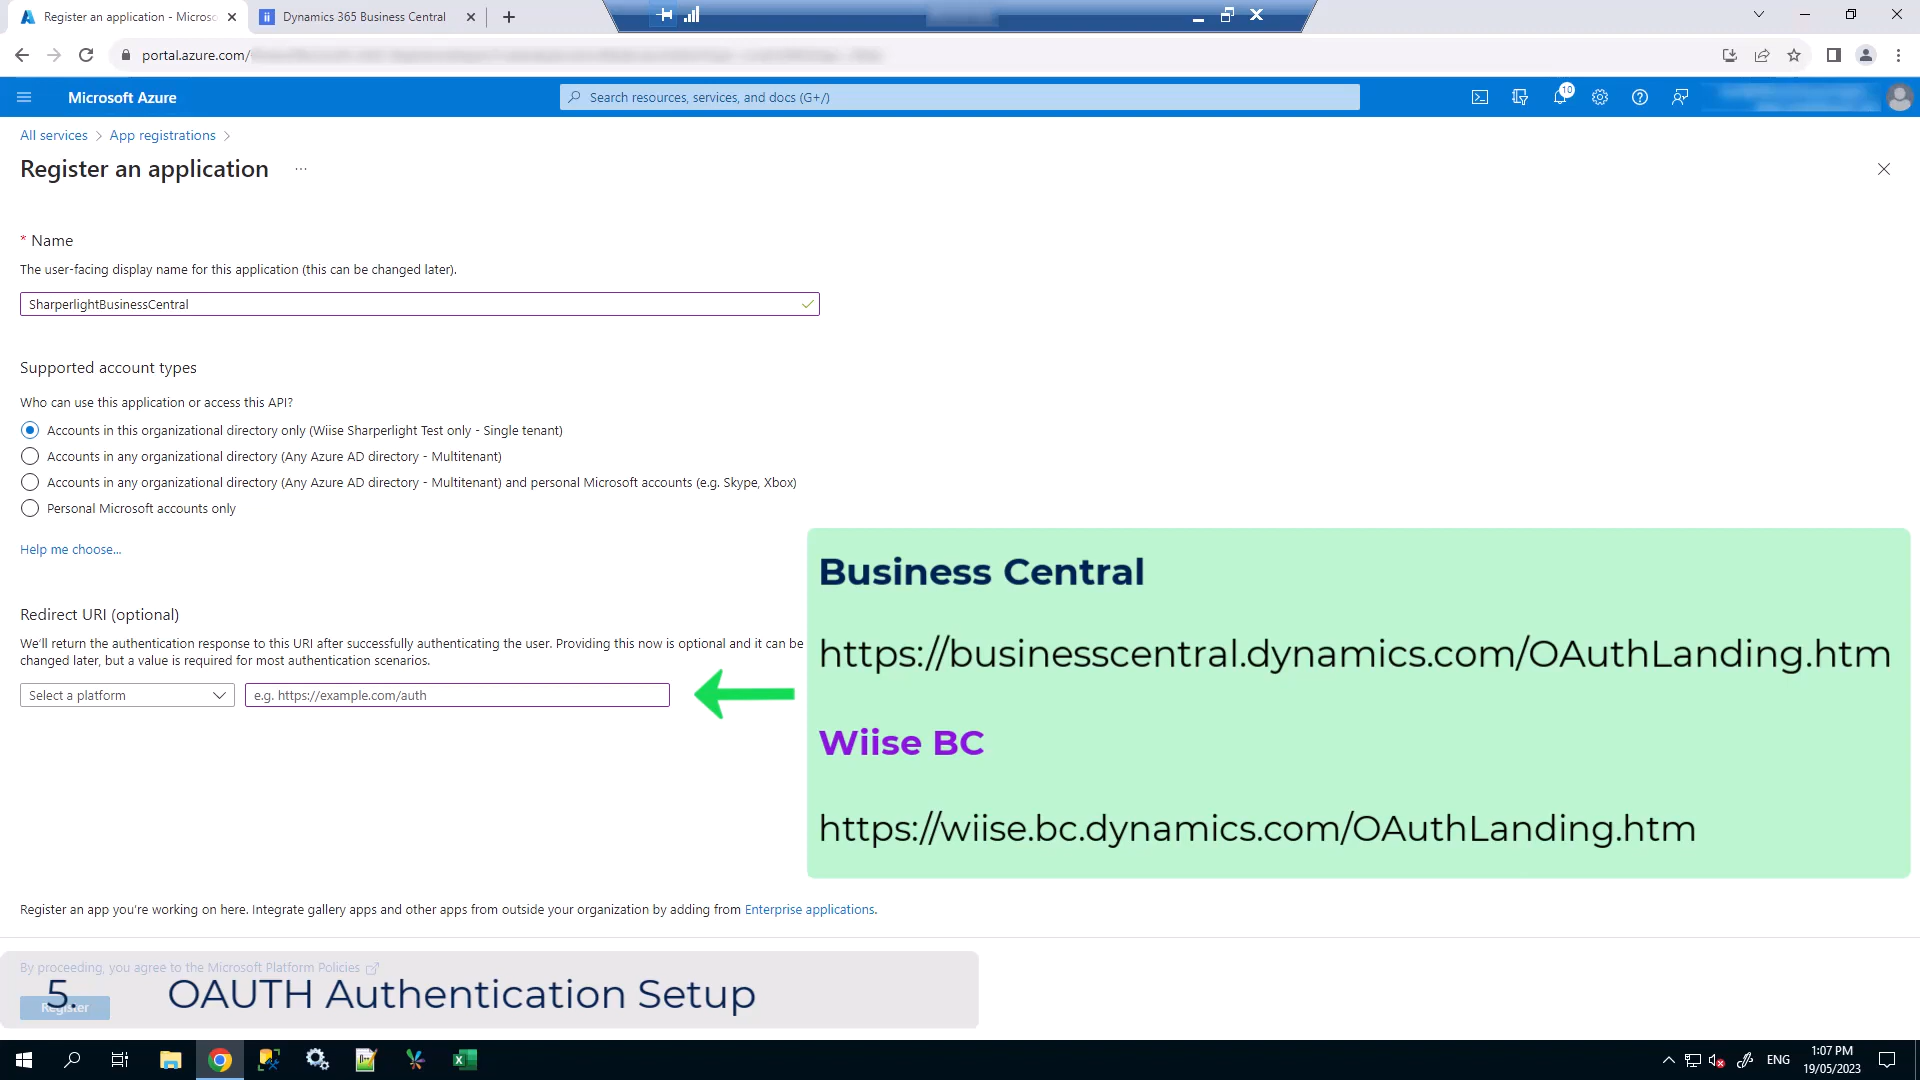 Register an application - Micros
Dynamics 365 Business Central
portal.azure.com/
Microsoft Azure
Search resources, services, and docs (G+/)
10
All services > App registrations >
Register an application ...
* Name
The user-facing display name for this application (this can be changed later).
SharperlightBusinessCentral
Supported account types
Who can use this application or access this API?
Accounts in this organizational directory only (Wiise Sharperlight Test only - Single tenant)
Accounts in any organizational directory (Any Azure AD directory - Multitenant)
Accounts in any organizational directory (Any Azure AD directory - Multitenant) and personal Microsoft accounts (e.g. Skype, Xbox)
Personal Microsoft accounts only
Help me choose...
Redirect URI (optional)
We'll return the authentication response to this URI after successfully authenticating the user. Providing this now is optional and it can be
changed later, but a value is required for most authentication scenarios.
Select a platform
e.g. https://example.com/auth
Business Central
https://businesscentral.dynamics.com/OAuthLanding.htm
Wiise BC
https://wiise.bc.dynamics.com/OAuthLanding.htm
Register an app you're working on here. Integrate gallery apps and other apps from outside your organization by adding from Enterprise applications.
By proceeding, you agree to the Microsoft Platform Policies
Register
5. OAUTH Authentication Setup
ENG
1:07 PM
19/05/2023